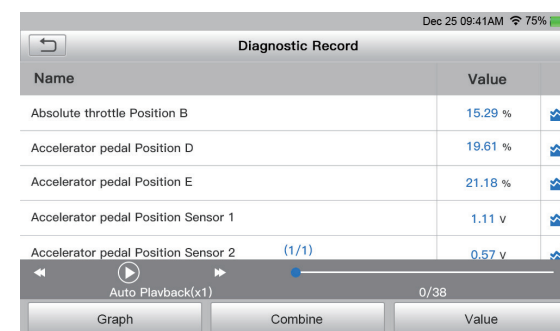 Dec 25 09:41AM 75%
Diagnostic Record
Name Value
Absolute throttle Position B 15.29 %
Accelerator pedal Position D 19.61 %
Accelerator pedal Position E 21.18 %
Accelerator pedal Position Sensor 1 1.11 V
Accelerator pedal Position Sensor 2 (1/1) 0.57 V
Auto Playback(x1) 0/38
Graph Combine Value